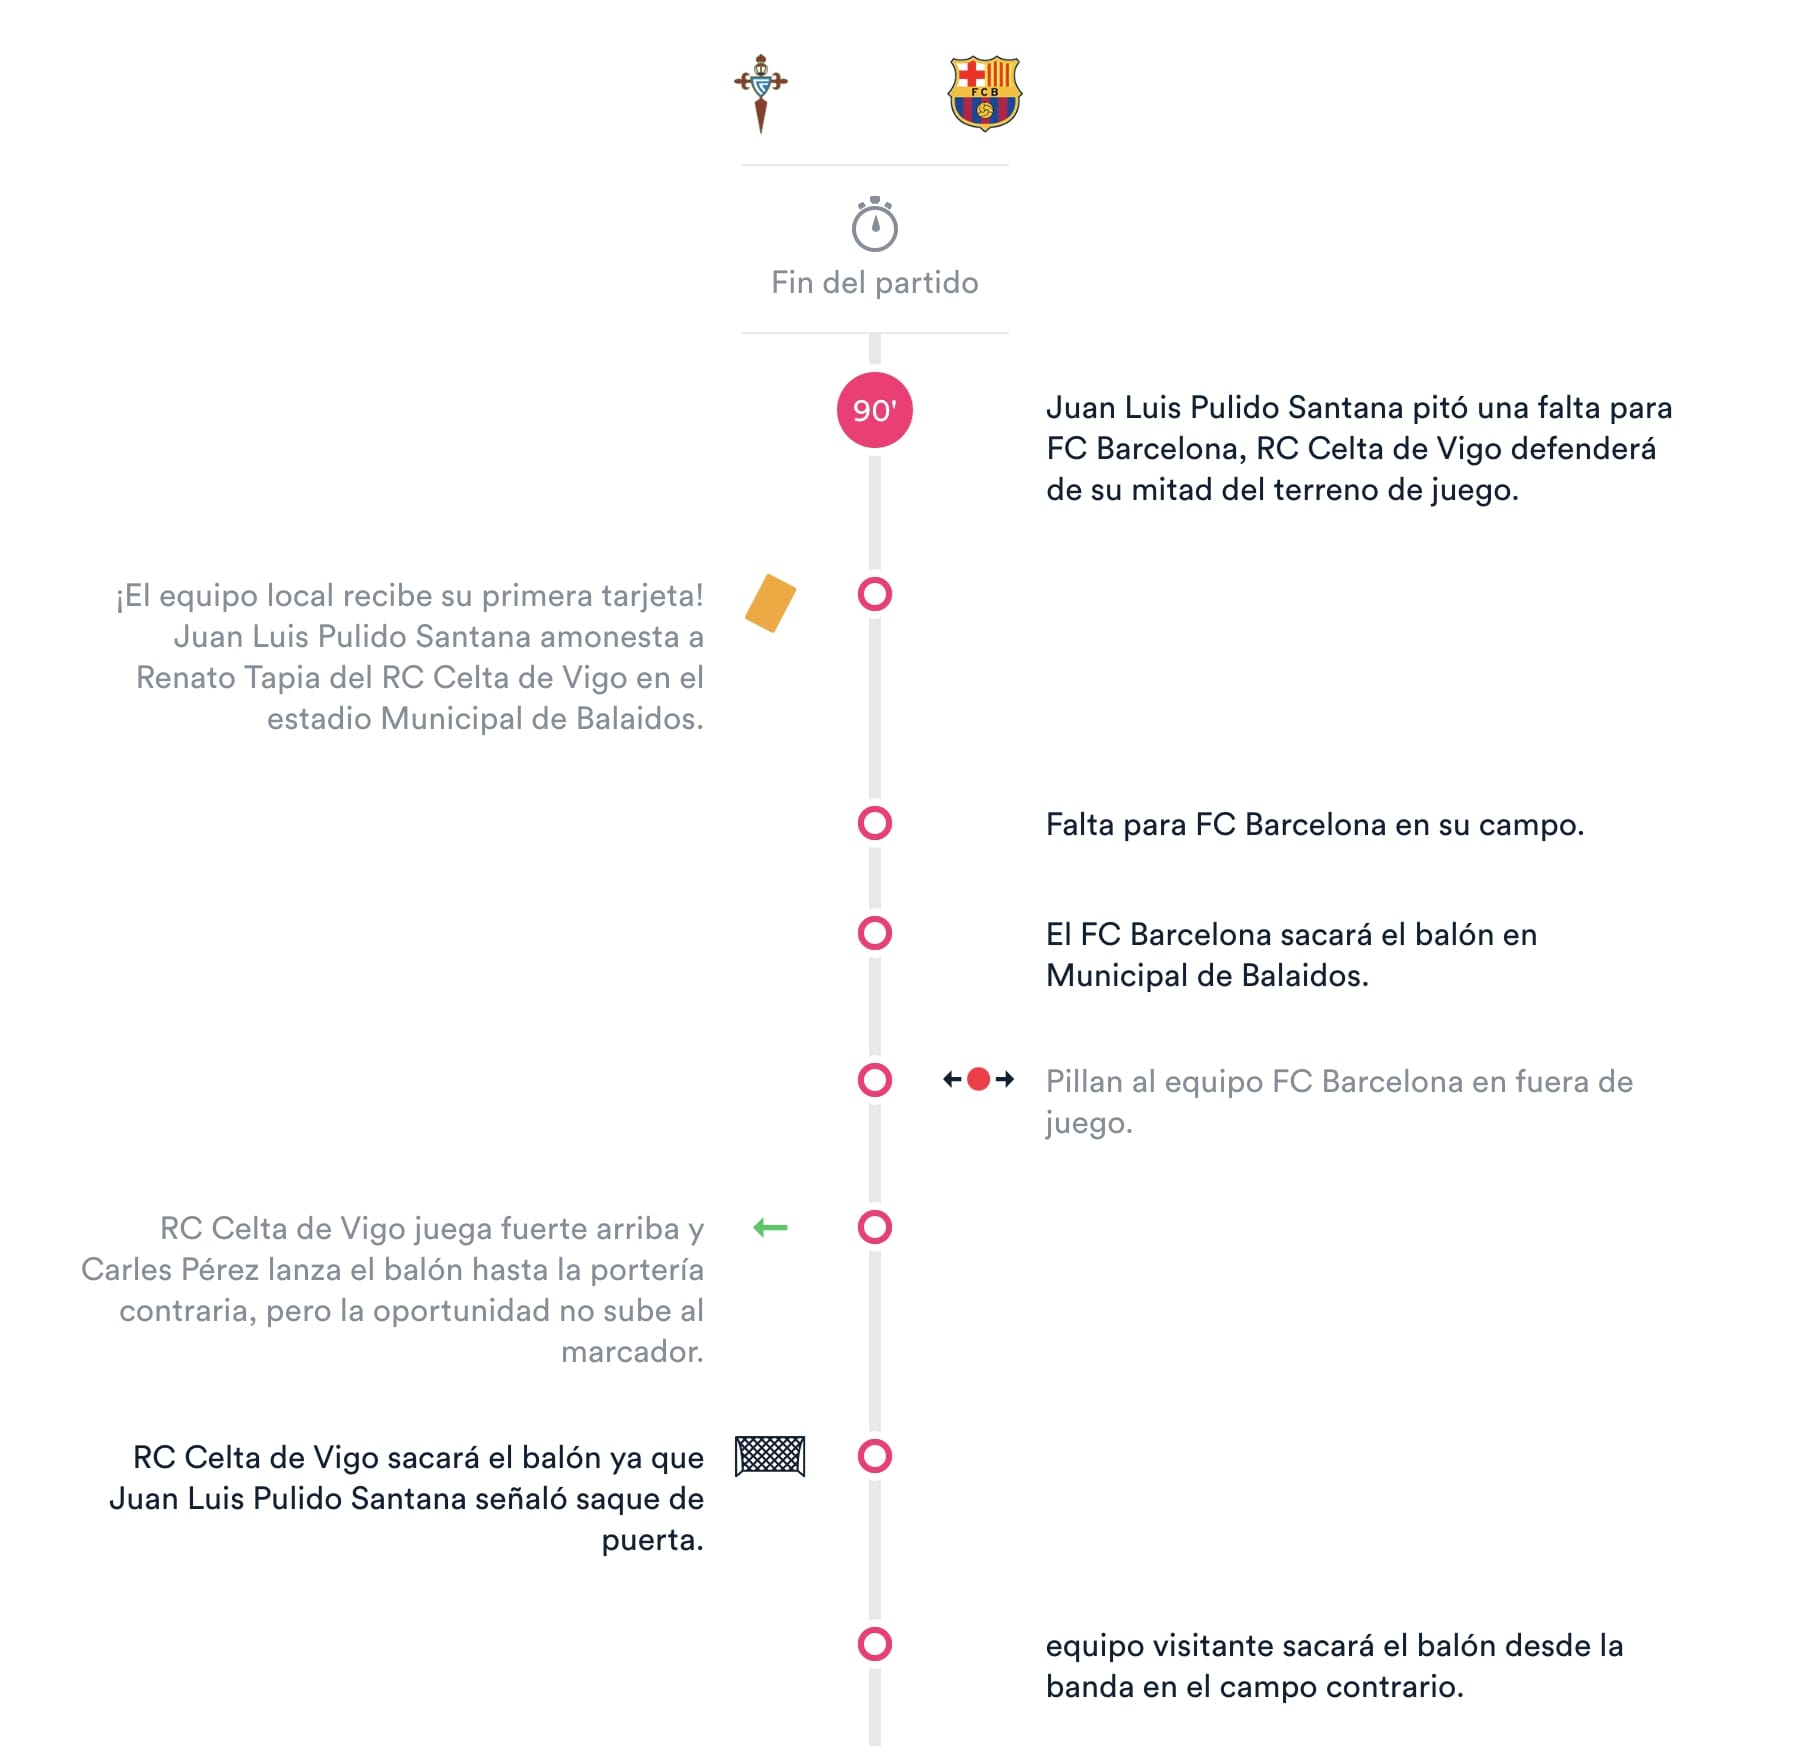 FCB
Fin del partido
90'
Juan Luis Pulido Santana pitó una falta para
FC Barcelona, RC Celta de Vigo defenderá
de su mitad del terreno de juego.
¡El equipo local recibe su primera tarjeta!
Juan Luis Pulido Santana amonesta a
Renato Tapia del RC Celta de Vigo en el
estadio Municipal de Balaidos.
Falta para FC Barcelona en su campo.
El FC Barcelona sacará el balón en
Municipal de Balaidos.
Pillan al equipo FC Barcelona en fuera de
juego.
RC Celta de Vigo juega fuerte arriba y
Carles Pérez lanza el balón hasta la portería
contraria, pero la oportunidad no sube al
marcador.
RC Celta de Vigo sacará el balón ya que
Juan Luis Pulido Santana señaló saque de
puerta.
equipo visitante sacará el balón desde la
banda en el campo contrario.